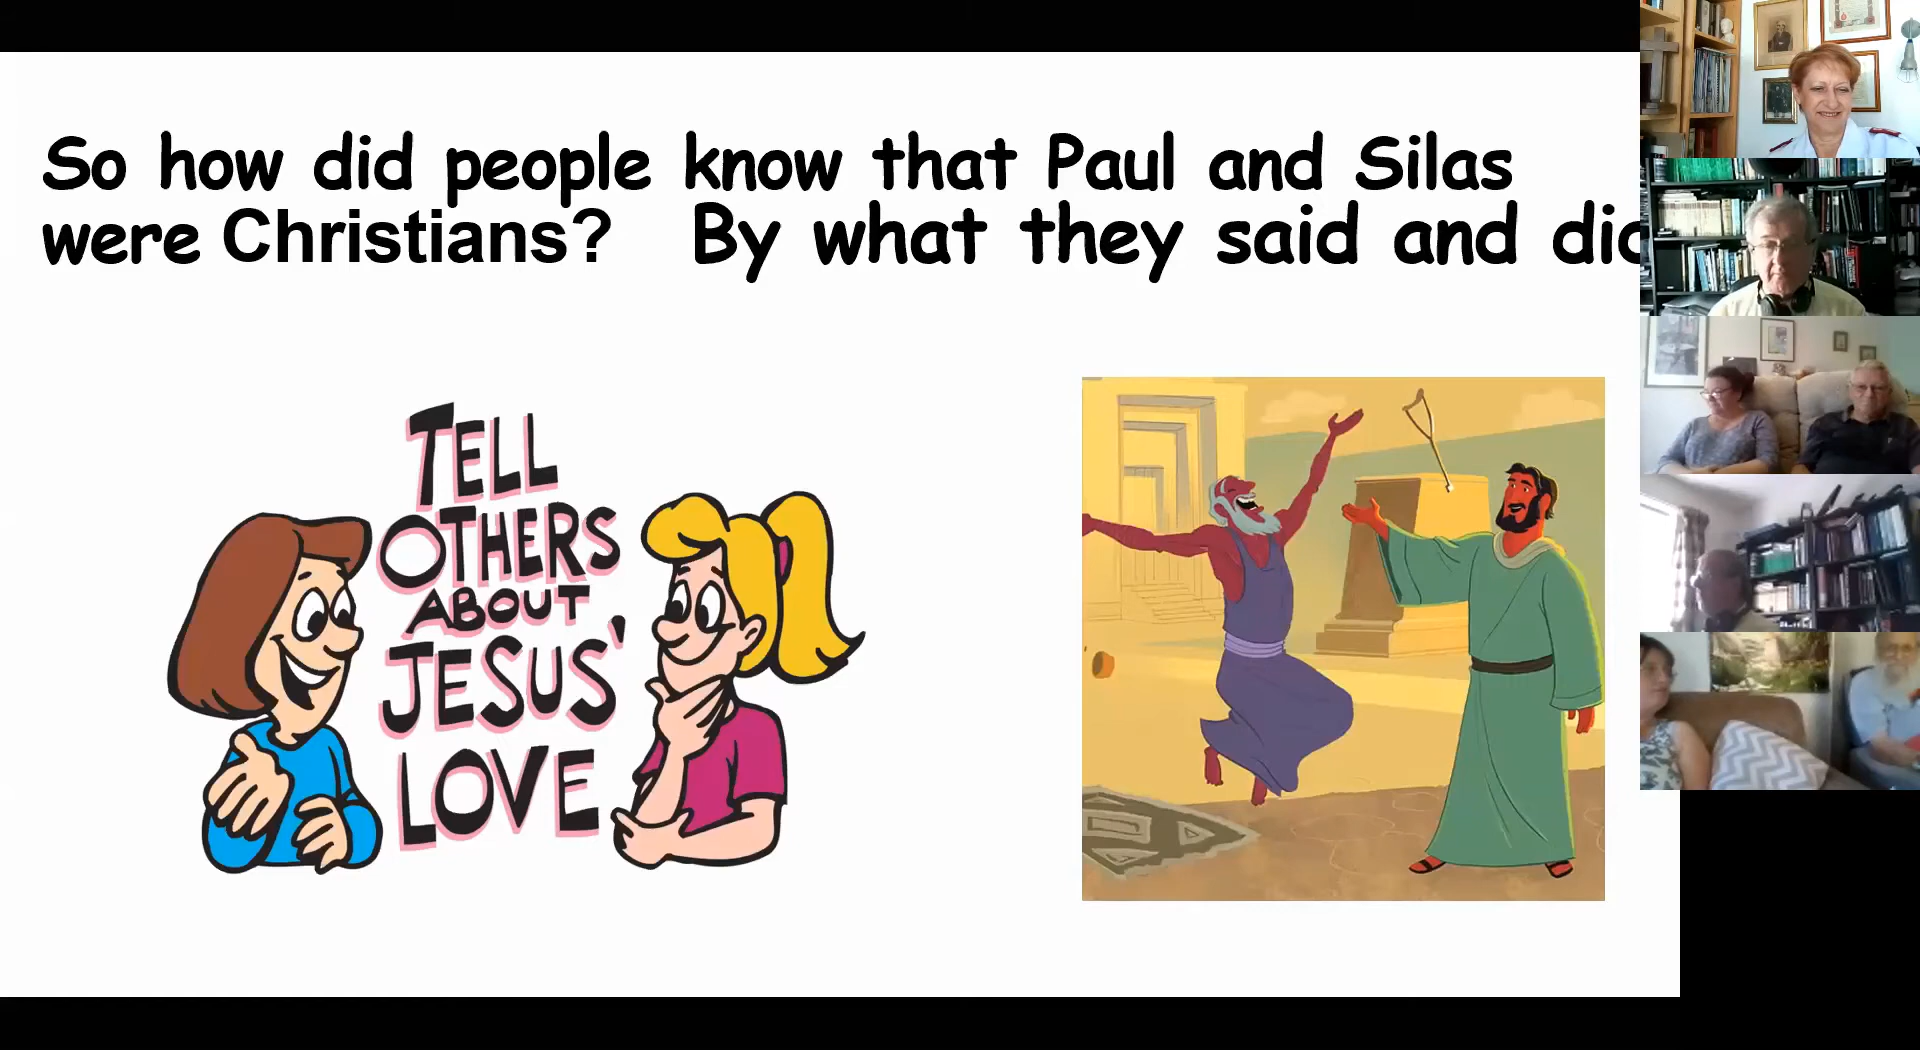 So how did people know that Paul and Silas
were Christians? By what they said and did
TELL
OTHERS
ABOUT
JESUS'
LOVE